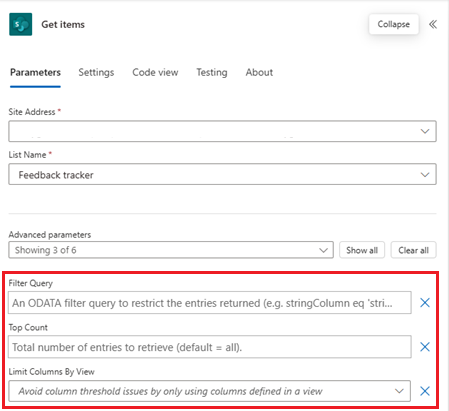 Get items
Collapse
Parameters Settings Code view Testing About
Site Address *
List Name *
Feedback tracker
Advanced parameters
Showing 3 of 6 Show all Clear all
Filter Query
An ODATA filter query to restrict the entries returned (e.g. stringColumn eq 'stri...
Top Count
Total number of entries to retrieve (default = all).
Limit Columns By View
Avoid column threshold issues by only using columns defined in a view